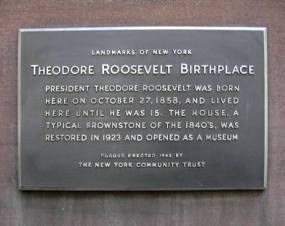 LANDMARKS OF NEW YORK
THEODORE ROOSEVELT BIRTHPLACE
PRESIDENT THEODORE ROOSEVELT WAS BORN
HERE ON OCTOBER 27, 1858, AND LIVED
HERE UNTIL HE WAS 15. THE HOUSE, A
TYPICAL BROWNSTONE OF THE 1840'S, WAS
RESTORED IN 1923 AND OPENED AS A MUSEUM
PLAQUE ERECTED BY
THE NEW YORK COMMUNITY TRUST